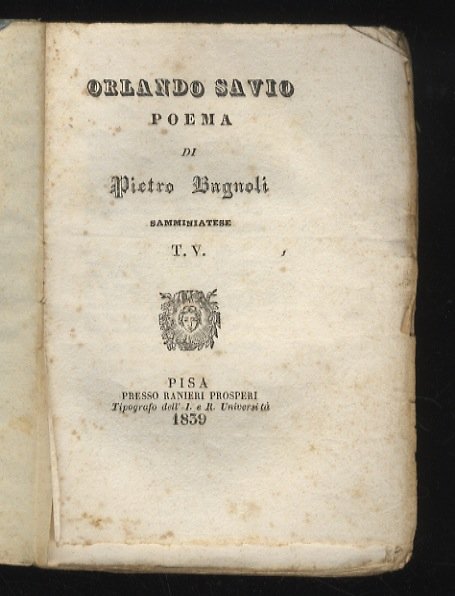 ORLANDO SAVIO
POEMA
DI
Pietro Bagnoli
SAMMINIATESE
T. V.
PISA
PRESSO RANIERI PROSPERI
Tipografo dell' I. e R. Università
1839